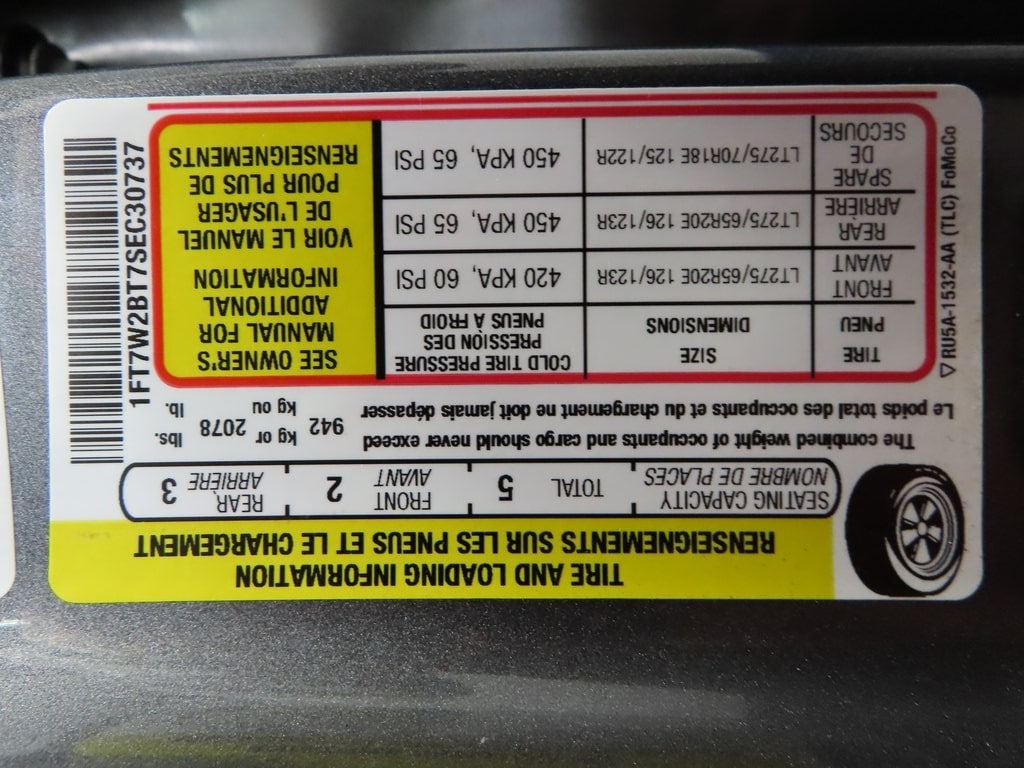 TIRE AND LOADING INFORMATION
RENSEIGNEMENTS SUR LES PNEUS ET LE CHARGEMENT
SEATING CAPACITY
NOMBRE DE PLACES
TOTAL 5
FRONT
AVANT 2
REAR
ARRIÈRE 3
The combined weight of occupants and cargo should never exceed
Le poids total des occupants et du chargement ne doit jamais dépasser
942 kg or 2078 lbs.
kg ou lb.
TIRE
PNEU
SIZE
DIMENSIONS
COLD TIRE PRESSURE
PRESSION DES
PNEUS À FROID
FRONT
AVANT
LT275/65R20E 126/123R
420 KPA, 60 PSI
REAR
ARRIÈRE
LT275/65R20E 126/123R
450 KPA, 65 PSI
SPARE
DE
SECOURS
LT275/70R18E 125/122R
450 KPA, 65 PSI
SEE OWNER'S
MANUAL FOR
ADDITIONAL
INFORMATION
VOIR LE MANUEL
DE L'USAGER
POUR PLUS DE
RENSEIGNEMENTS
1FT7W2BT7SEC30737
▽ RU5A-1532-AA (TLC) FoMoCo